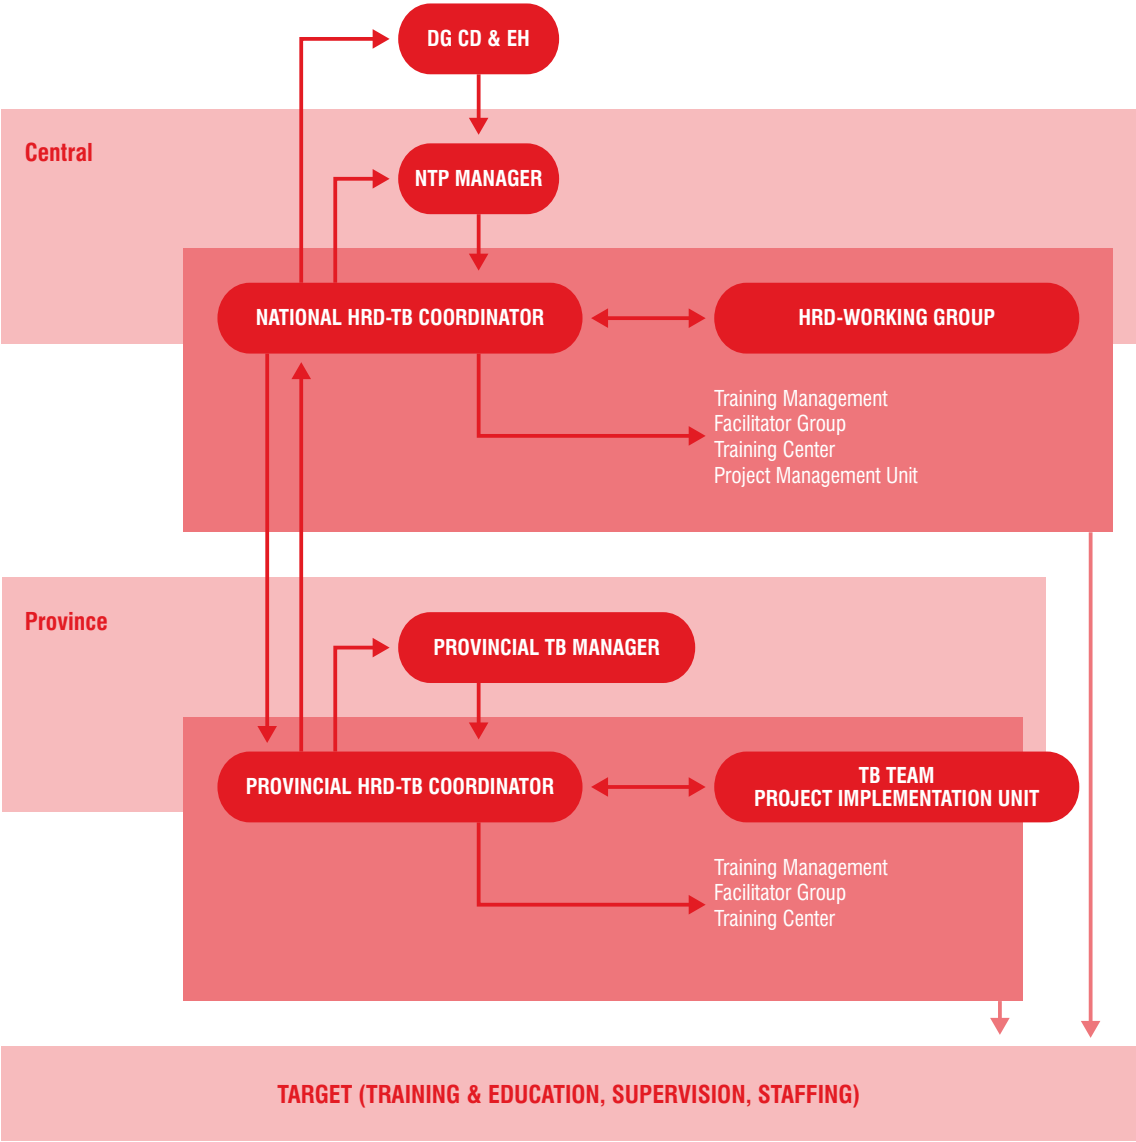 DG CD & EH
Central
NTP MANAGER
NATIONAL HRD-TB COORDINATOR
HRD-WORKING GROUP
Training Management
Facilitator Group
Training Center
Project Management Unit
Province
PROVINCIAL TB MANAGER
PROVINCIAL HRD-TB COORDINATOR
TB TEAM
PROJECT IMPLEMENTATION UNIT
Training Management
Facilitator Group
Training Center
TARGET (TRAINING & EDUCATION, SUPERVISION, STAFFING)